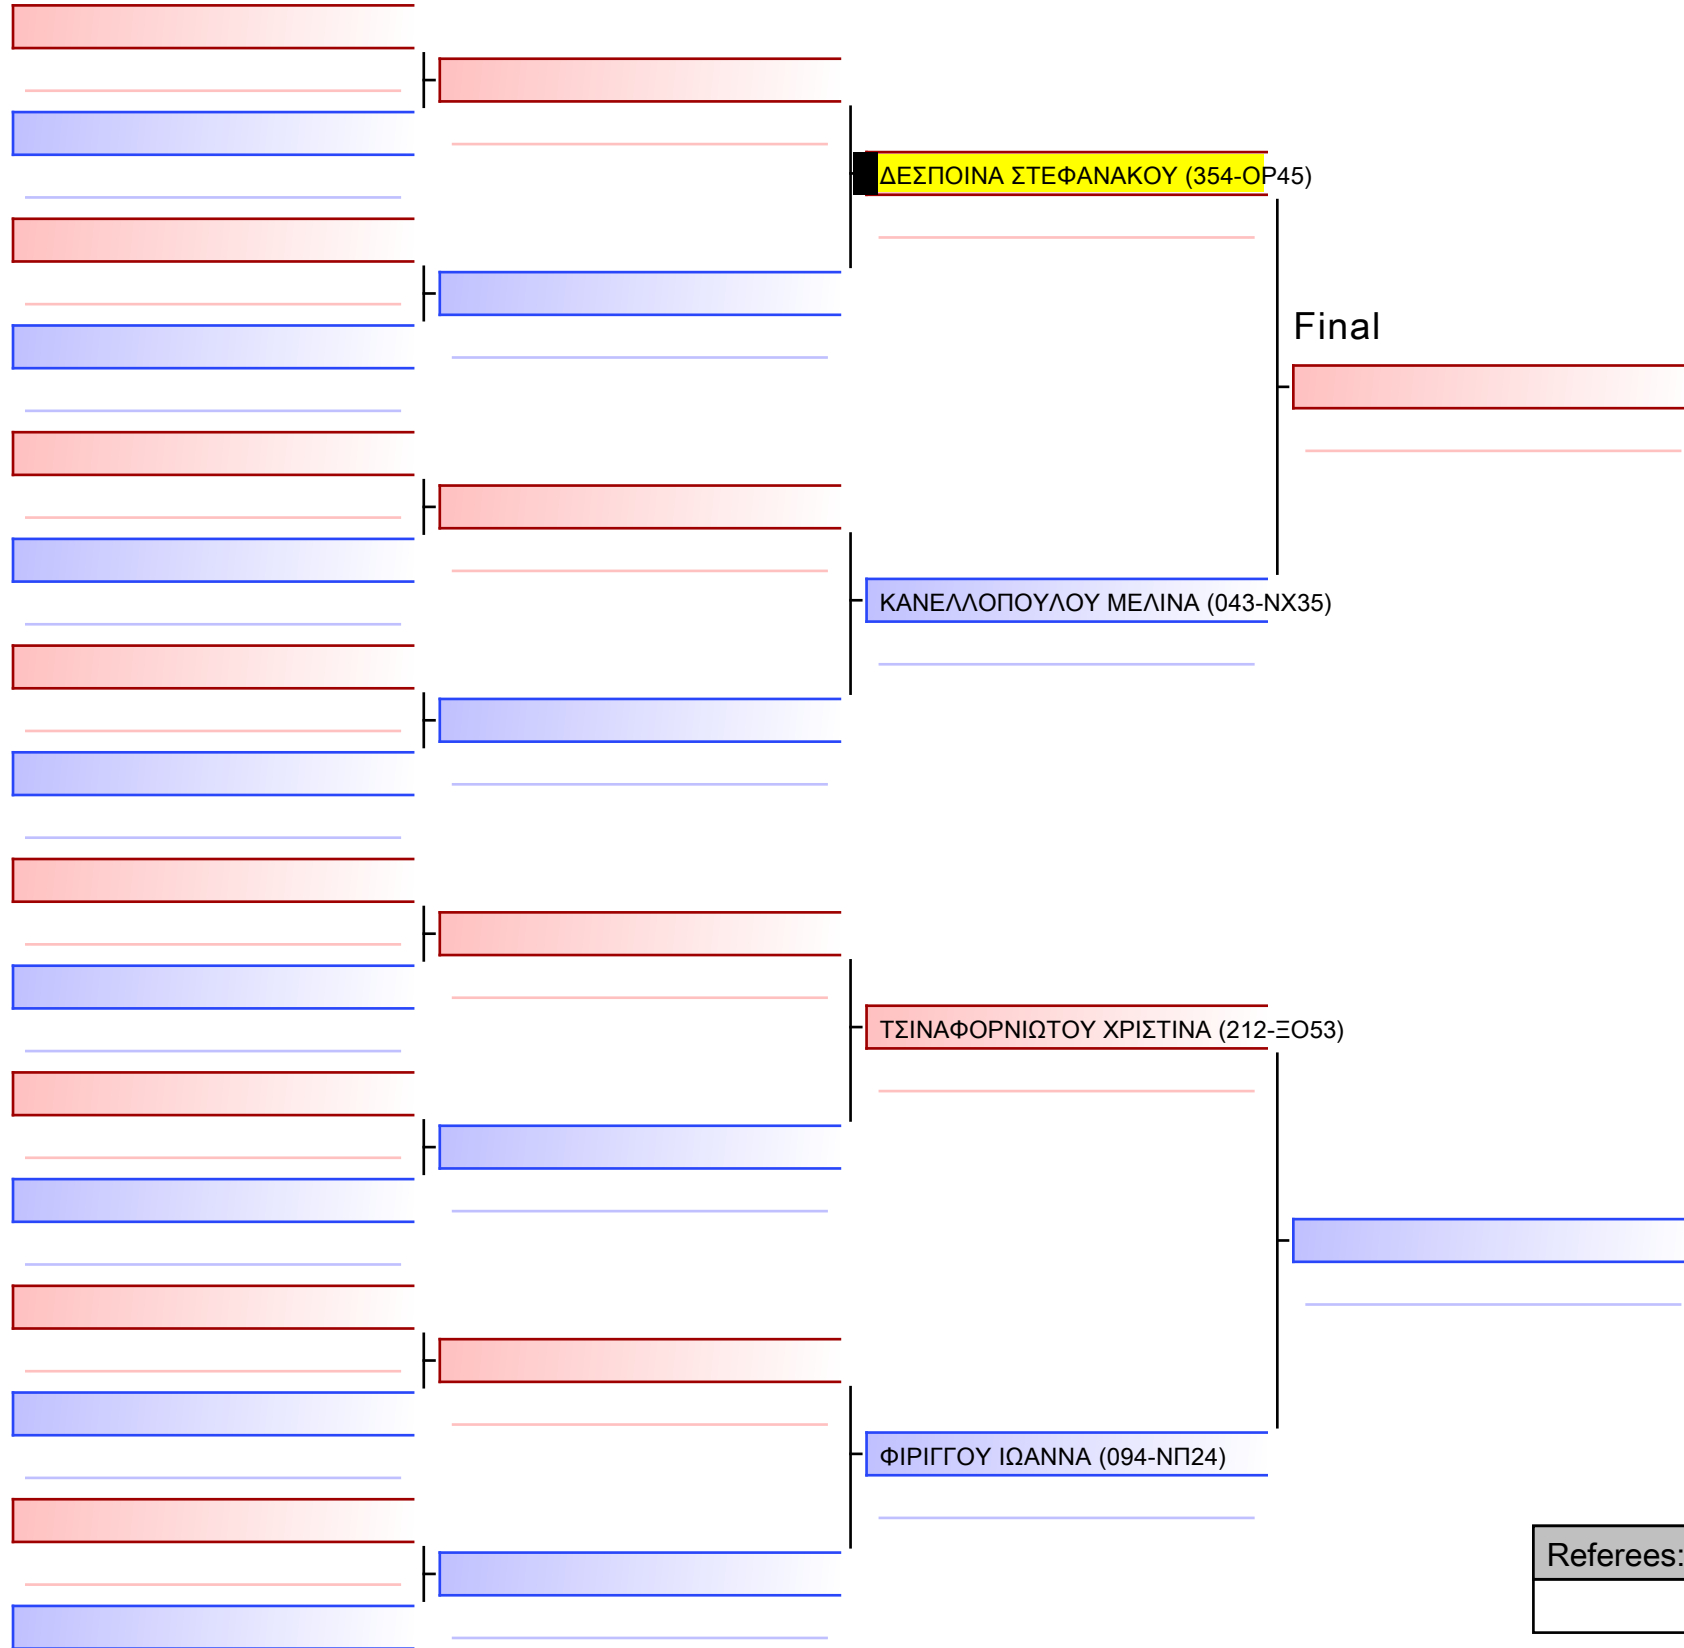 ΔΕΣΠΟΙΝΑ ΣΤΕΦΑΝΑΚΟΥ (354-ΟΡ45)
Final
ΚΑΝΕΛΛΟΠΟΥΛΟΥ ΜΕΛΙΝΑ (043-ΝΧ35)
ΤΣΙΝΑΦΟΡΝΙΩΤΟΥ ΧΡΙΣΤΙΝΑ (212-ΞΟ53)
ΦΙΡΙΓΓΟΥ ΙΩΑΝΝΑ (094-ΝΠ24)
Referees: